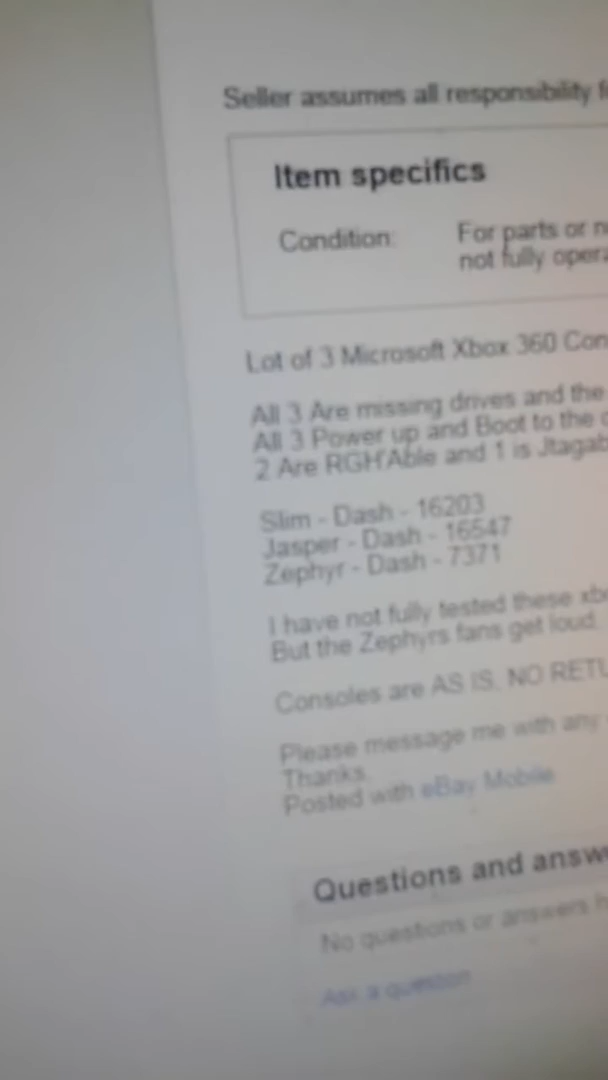 Seller assumes all responsibility
Item specifics
Condition: For parts or
not fully
Lot of 3 Microsoft Xbox 360
All 3 Are missing drives and the
All 3 Power up and Boot to the
2 Are RGH'Able and 1 is
Slim - Dash - 16203
Jasper - Dash - 16547
Zephyr - Dash - 7371
I have not fully tested these
But the Zephyrs fans get loud.
Consoles are AS IS, NO
Please message me with any
Thanks.
Posted with eBay Mobile
Questions and
No questions or answers
Ask a question